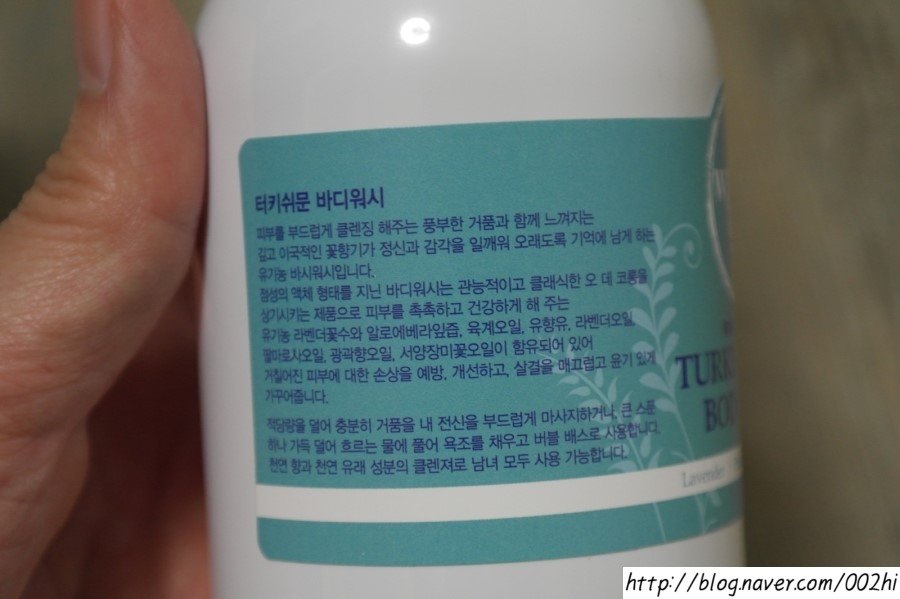 터키쉬문 바디워시
피부를 부드럽게 클렌징 해주는 풍부한 거품과 함께 느껴지는
깊고 이국적인 꽃향기가 정신과 감각을 일깨워 오래도록 기억에 남게 하는
유기농 바시워시입니다.
점성의 액체 형태를 지닌 바디워시는 관능적이고 클래식한 오 데 코롱을
상기시키는 제품으로 피부를 촉촉하고 건강하게 해 주는
유기농 라벤더꽃수와 알로에베라잎즙, 육계오일, 유향유, 라벤더오일,
팔마로사오일, 광곽향오일, 서양장미꽃오일이 함유되어 있어
거칠어진 피부에 대한 손상을 예방, 개선하고, 살결을 매끄럽고 윤기 있게
가꾸어줍니다.
적당량을 덜어 충분히 거품을 내 전신을 부드럽게 마사지하거나, 큰 스푼
하나 가득 덜어 흐르는 물에 풀어 욕조를 채우고 버블 배스로 사용합니다.
천연 향과 천연 유래 성분의 클렌져로 남녀 모두 사용 가능합니다.
TURK
BO
Lavender
http://blog.naver.com/002hi